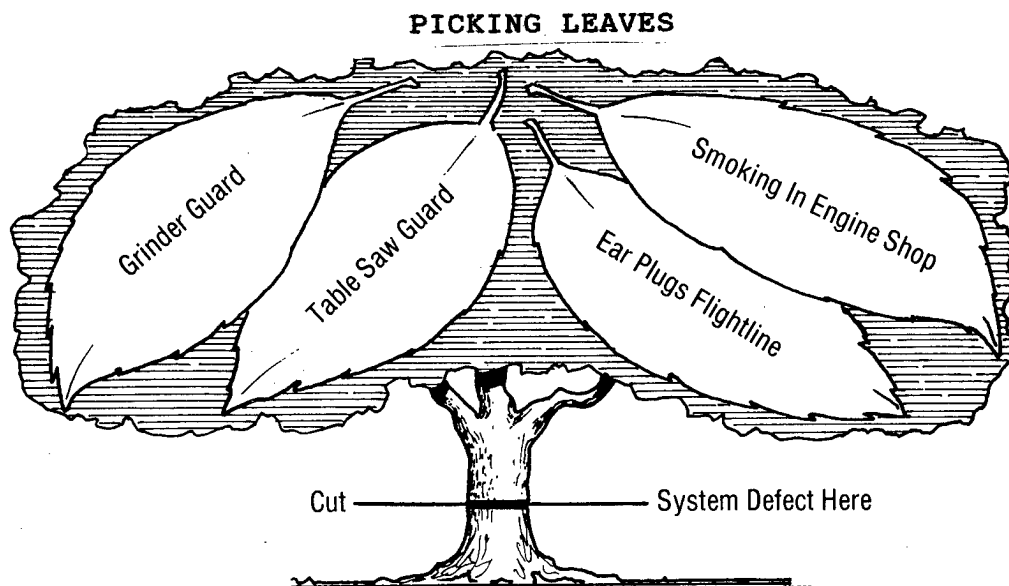 PICKING LEAVES
Grinder Guard
Table Saw Guard
Ear Plugs Flightline
Smoking In Engine Shop
Cut
System Defect Here